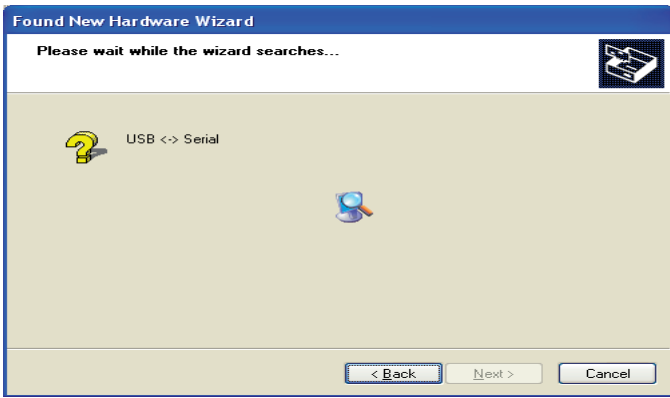 Found New Hardware Wizard
Please wait while the wizard searches...
USB <-> Serial
< Back Next > Cancel